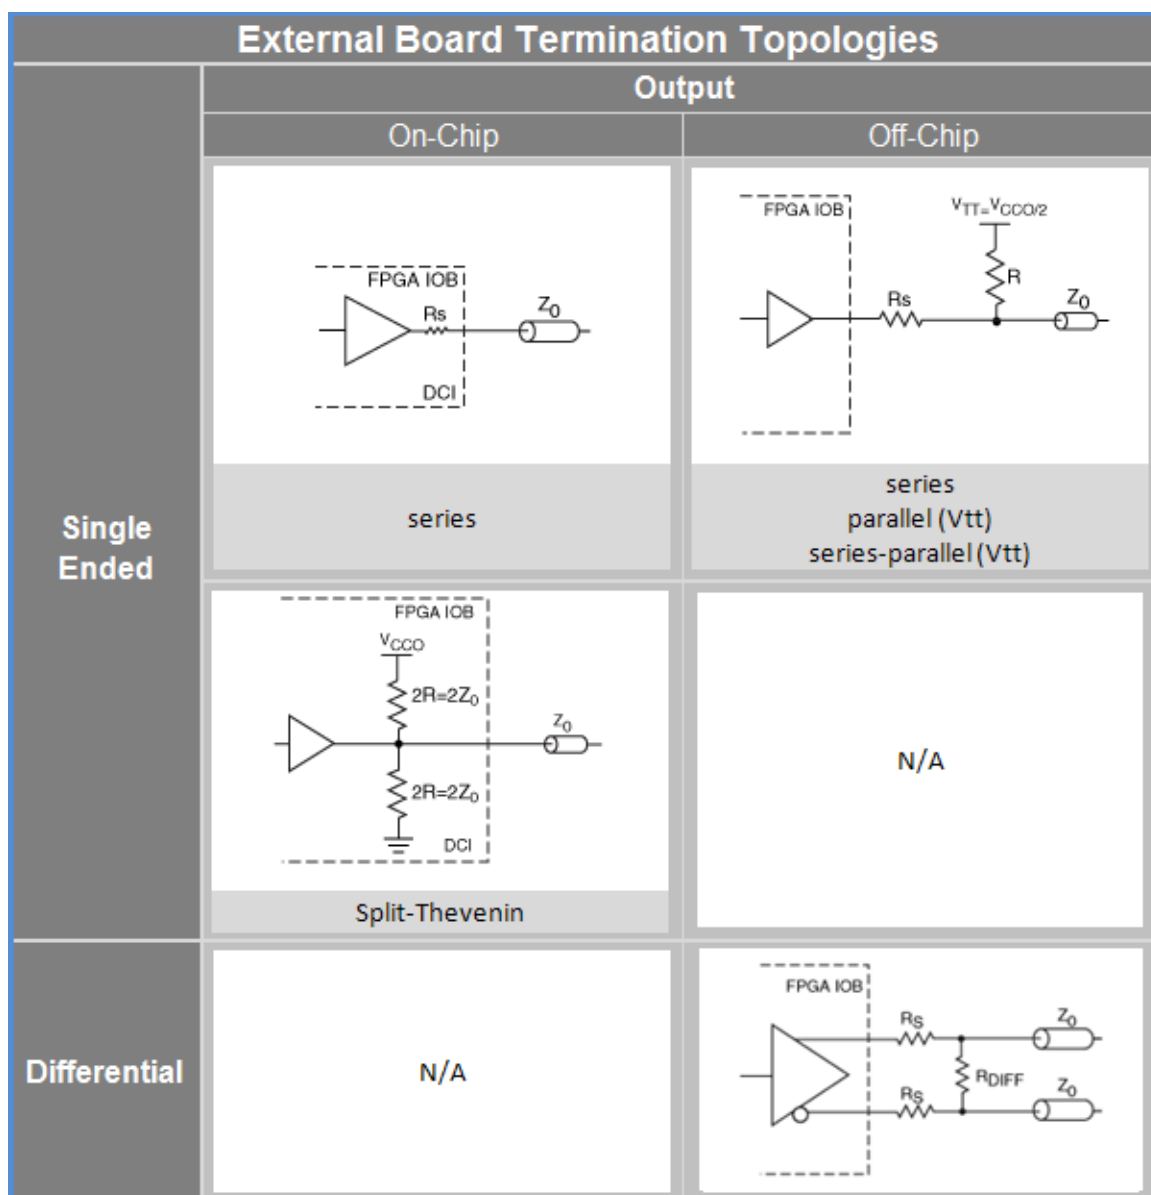 External Board Termination Topologies
Output
On-Chip
Off-Chip
Single
Ended
FPGA IOB
Rs
Z0
DCI
series
FPGA IOB
VTT=VCCO/2
R
Rs
Z0
series
parallel (Vtt)
series-parallel (Vtt)
FPGA IOB
VCCO
2R=2Z0
Z0
2R=2Z0
DCI
Split-Thevenin
N/A
Differential
N/A
FPGA IOB
RS
Z0
RDIFF
RS
Z0